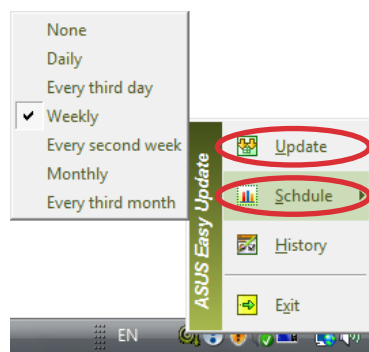 None
Daily
Every third day
Weekly
Every second week
Monthly
Every third month
ASUS Easy Update
Update
Schdule
History
Exit
EN